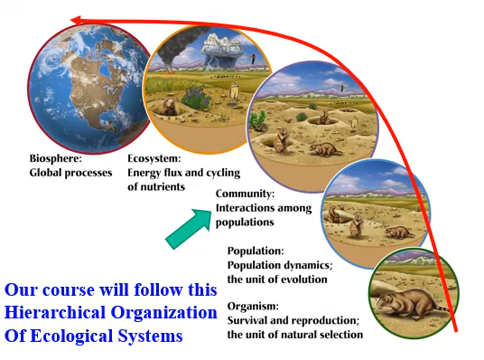 Biosphere:
Global processes
Ecosystem:
Energy flux and cycling
of nutrients
Community:
Interactions among
populations
Population:
Population dynamics;
the unit of evolution
Organism:
Survival and reproduction;
the unit of natural selection
Our course will follow this
Hierarchical Organization
Of Ecological Systems